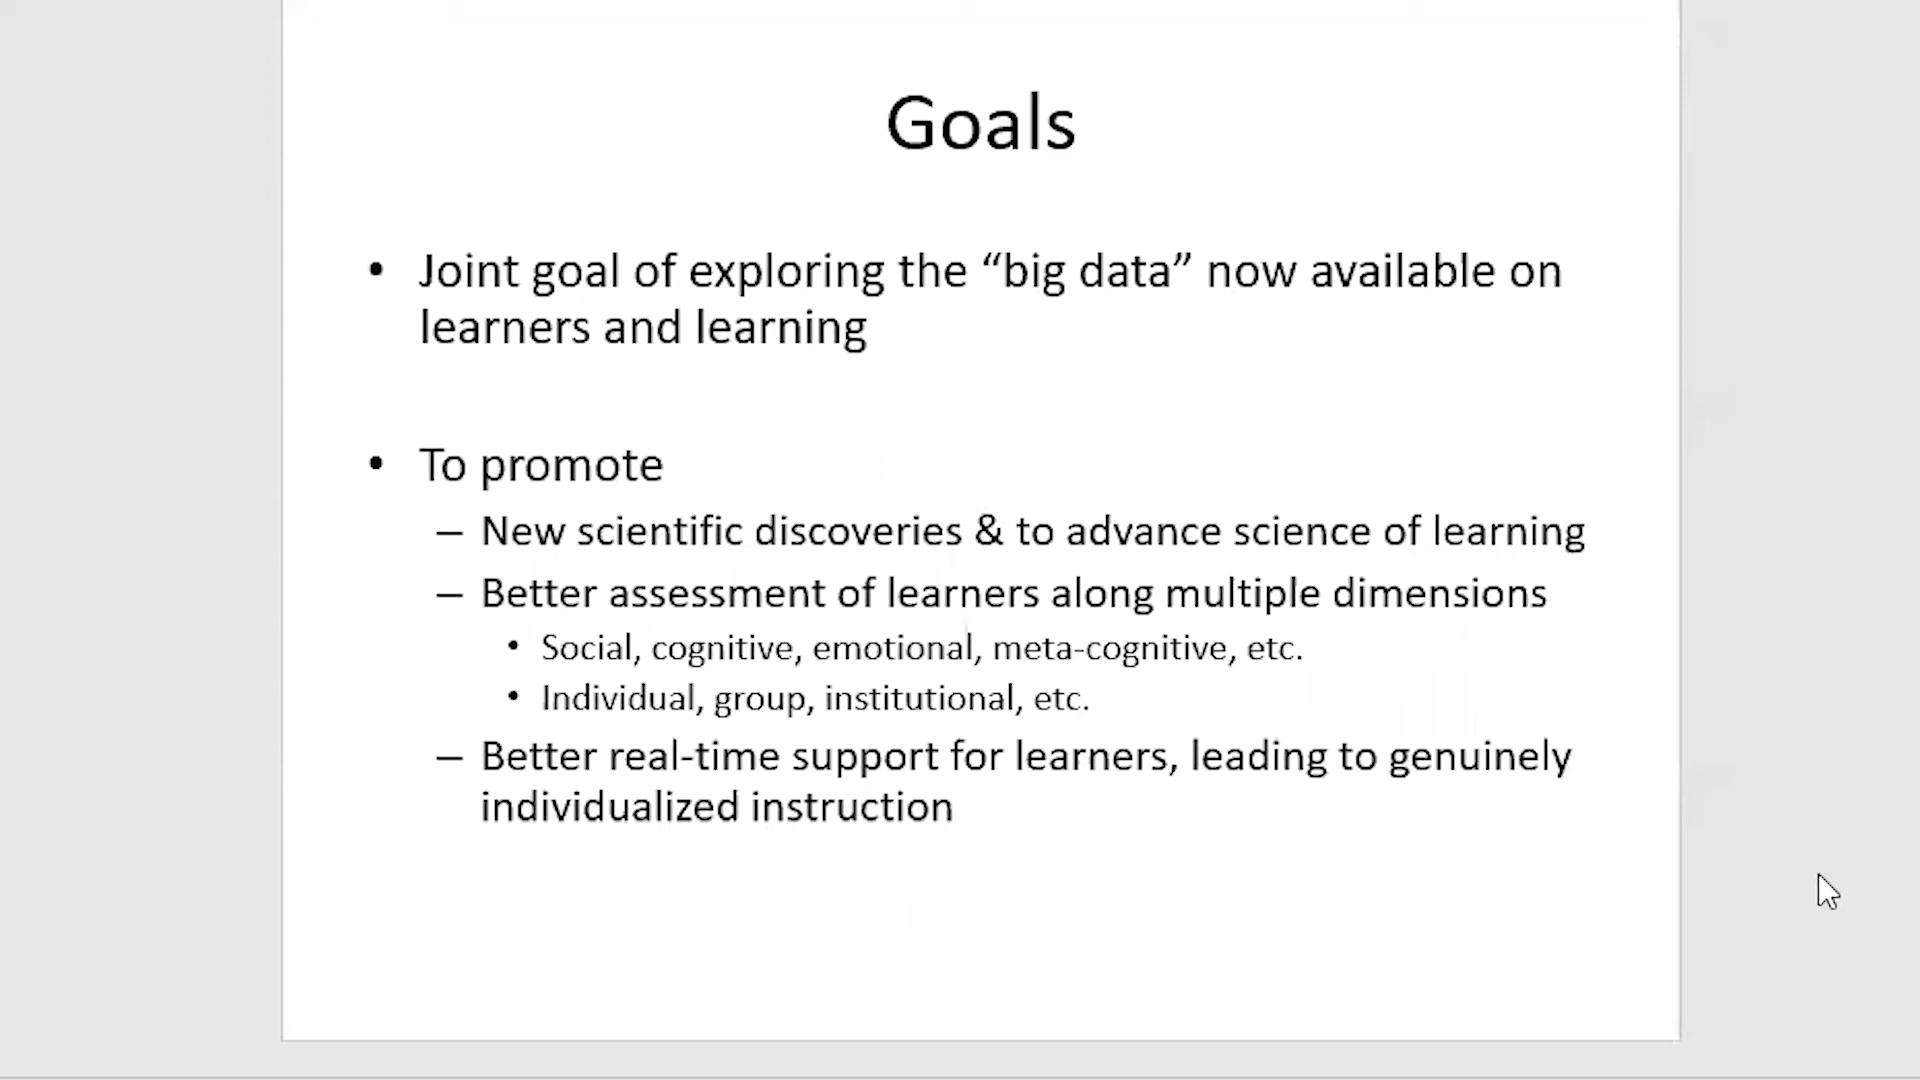 Goals
• Joint goal of exploring the “big data” now available on
learners and learning
• To promote
– New scientific discoveries & to advance science of learning
– Better assessment of learners along multiple dimensions
• Social, cognitive, emotional, meta-cognitive, etc.
• Individual, group, institutional, etc.
– Better real-time support for learners, leading to genuinely
individualized instruction